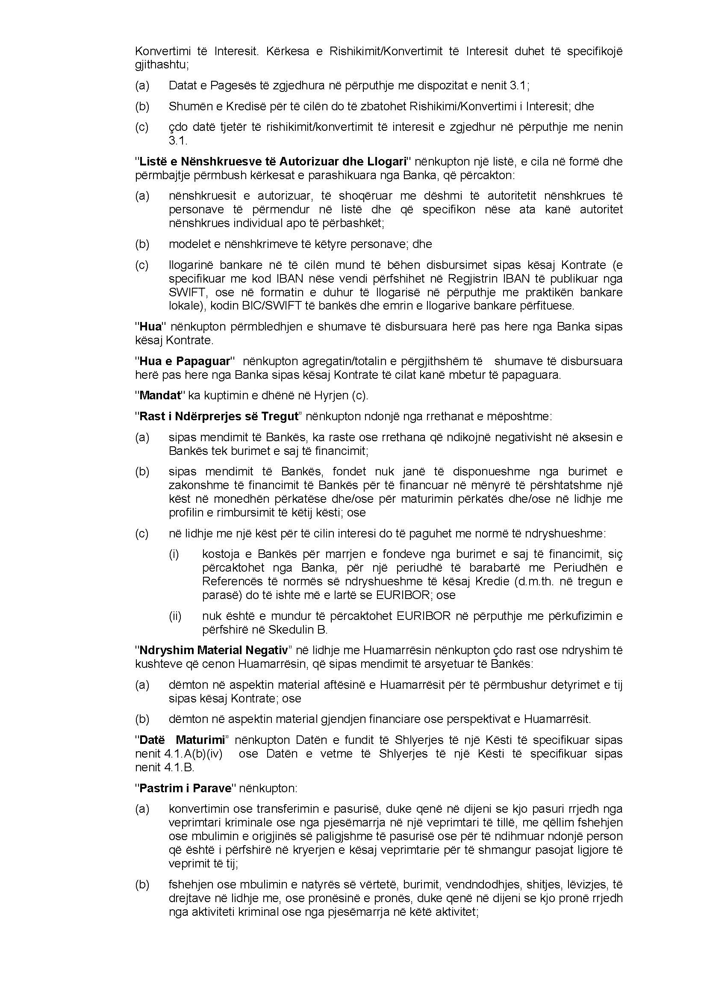 Konvertimi të Interesit. Kërkesa e Rishikimit/Konvertimit të Interesit duhet të specifikojë
gjithashtu;
(a) Datat e Pagesës të zgjedhura në përputhje me dispozitat e nenit 3.1;
(b) Shumën e Kredisë për të cilën do të zbatohet Rishikimi/Konvertimi i Interesit; dhe
(c) çdo datë tjetër të rishikimit/konvertimit të interesit e zgjedhur në përputhje me nenin
3.1.
"Listë e Nënshkruesve të Autorizuar dhe Llogari" nënkupton një listë, e cila në formë dhe
përmbajtje përmbush kërkesat e parashikuara nga Banka, që përcakton:
(a) nënshkruesit e autorizuar, të shoqëruar me dëshmi të autoritetit nënshkrues të
personave të përmendur në listë dhe që specifikon nëse ata kanë autoritet
nënshkrues individual apo të përbashkët;
(b) modelet e nënshkrimeve të këtyre personave; dhe
(c) llogarinë bankare në të cilën mund të bëhen disbursimet sipas kësaj Kontrate (e
specifikuar me kod IBAN nëse vendi përfshihet në Regjistrin IBAN të publikuar nga
SWIFT, ose në formatin e duhur të llogarisë në përputhje me praktikën bankare
lokale), kodin BIC/SWIFT të bankës dhe emrin e llogarive bankare përfituese.
"Hua" nënkupton përmbledhjen e shumave të disbursuara herë pas here nga Banka sipas
kësaj Kontrate.
"Hua e Papaguar" nënkupton agregatin/totalin e përgjithshëm të shumave të disbursuara
herë pas here nga Banka sipas kësaj Kontrate të cilat kanë mbetur të papaguara.
"Mandat" ka kuptimin e dhënë në Hyrjen (c).
"Rast i Ndërprerjes së Tregut” nënkupton ndonjë nga rrethanat e mëposhtme:
(a) sipas mendimit të Bankës, ka raste ose rrethana që ndikojnë negativisht në aksesin e
Bankës tek burimet e saj të financimit;
(b) sipas mendimit të Bankës, fondet nuk janë të disponueshme nga burimet e
zakonshme të financimit të Bankës për të financuar në mënyrë të përshtatshme një
këst në monedhën përkatëse dhe/ose për maturimin përkatës dhe/ose në lidhje me
profilin e rimbursimit të këtij kësti; ose
(c) në lidhje me një këst për të cilin interesi do të paguhet me normë të ndryshueshme:
(i) kostoja e Bankës për marrjen e fondeve nga burimet e saj të financimit, siç
përcaktohet nga Banka, për një periudhë të barabartë me Periudhën e
Referencës të normës së ndryshueshme të kësaj Kredie (d.m.th. në tregun e
parasë) do të ishte më e lartë se EURIBOR; ose
(ii) nuk është e mundur të përcaktohet EURIBOR në përputhje me përkufizimin e
përfshirë në Skedulin B.
"Ndryshim Material Negativ” në lidhje me Huamarrësin nënkupton çdo rast ose ndryshim të
kushteve që cenon Huamarrësin, që sipas mendimit të arsyetuar të Bankës:
(a) dëmton në aspektin material aftësinë e Huamarrësit për të përmbushur detyrimet e tij
sipas kësaj Kontrate; ose
(b) dëmton në aspektin material gjendjen financiare ose perspektivat e Huamarrësit.
"Datë Maturimi” nënkupton Datën e fundit të Shlyerjes të një Kësti të specifikuar sipas
nenit 4.1.A(b)(iv) ose Datën e vetme të Shlyerjes të një Kësti të specifikuar sipas
nenit 4.1.B.
"Pastrim i Parave" nënkupton:
(a) konvertimin ose transferimin e pasurisë, duke qenë në dijeni se kjo pasuri rrjedh nga
veprimtari kriminale ose nga pjesëmarrja në një veprimtari të tillë, me qëllim fshehjen
ose mbulimin e origjinës së paligjshme të pasurisë ose për të ndihmuar ndonjë person
që është i përfshirë në kryerjen e kësaj veprimtarie për të shmangur pasojat ligjore të
veprimit të tij;
(b) fshehjen ose mbulimin e natyrës së vërtetë, burimit, vendndodhjes, shitjes, lëvizjes, të
drejtave në lidhje me, ose pronësinë e pronës, duke qenë në dijeni se kjo pronë rrjedh
nga aktiviteti kriminal ose nga pjesëmarrja në këtë aktivitet;